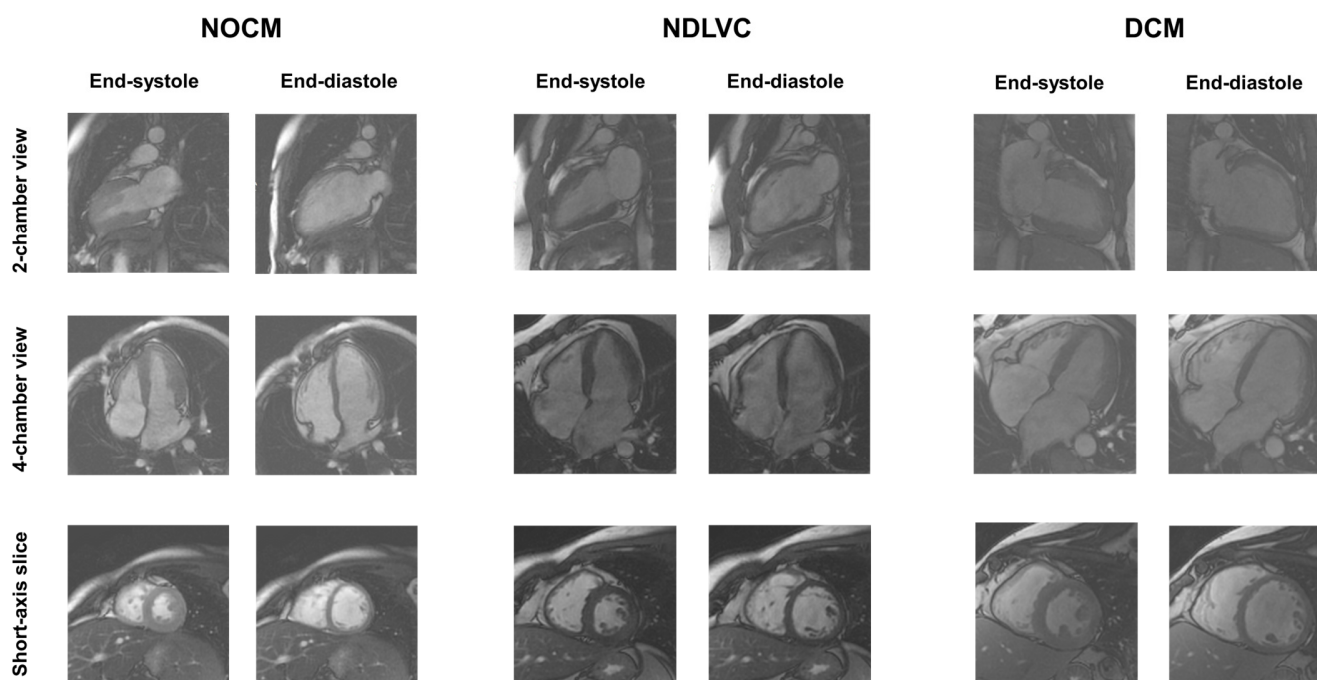 NOCM NDLVC DCM
End-systole End-diastole End-systole End-diastole End-systole End-diastole
2-chamber view
4-chamber view
Short-axis slice